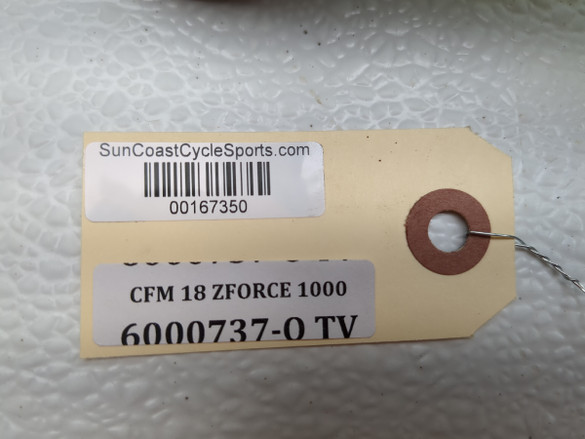 SunCoastCycleSports.com
00167350
CFM 18 ZFORCE 1000
6000737-O TV